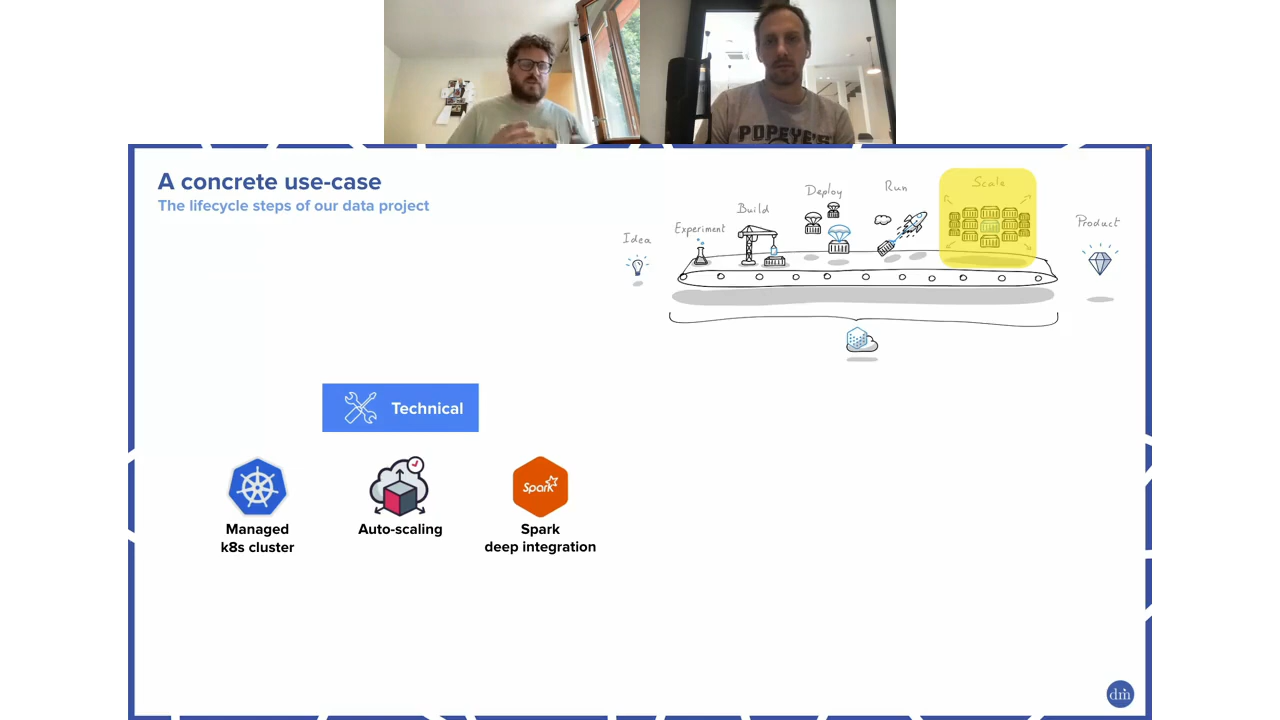 POPEYE'S
A concrete use-case
The lifecycle steps of our data project
Idea
Experiment
Build
Deploy
Run
Scale
Product
Technical
Spark
Managed
k8s cluster
Auto-scaling
Spark
deep integration
dm